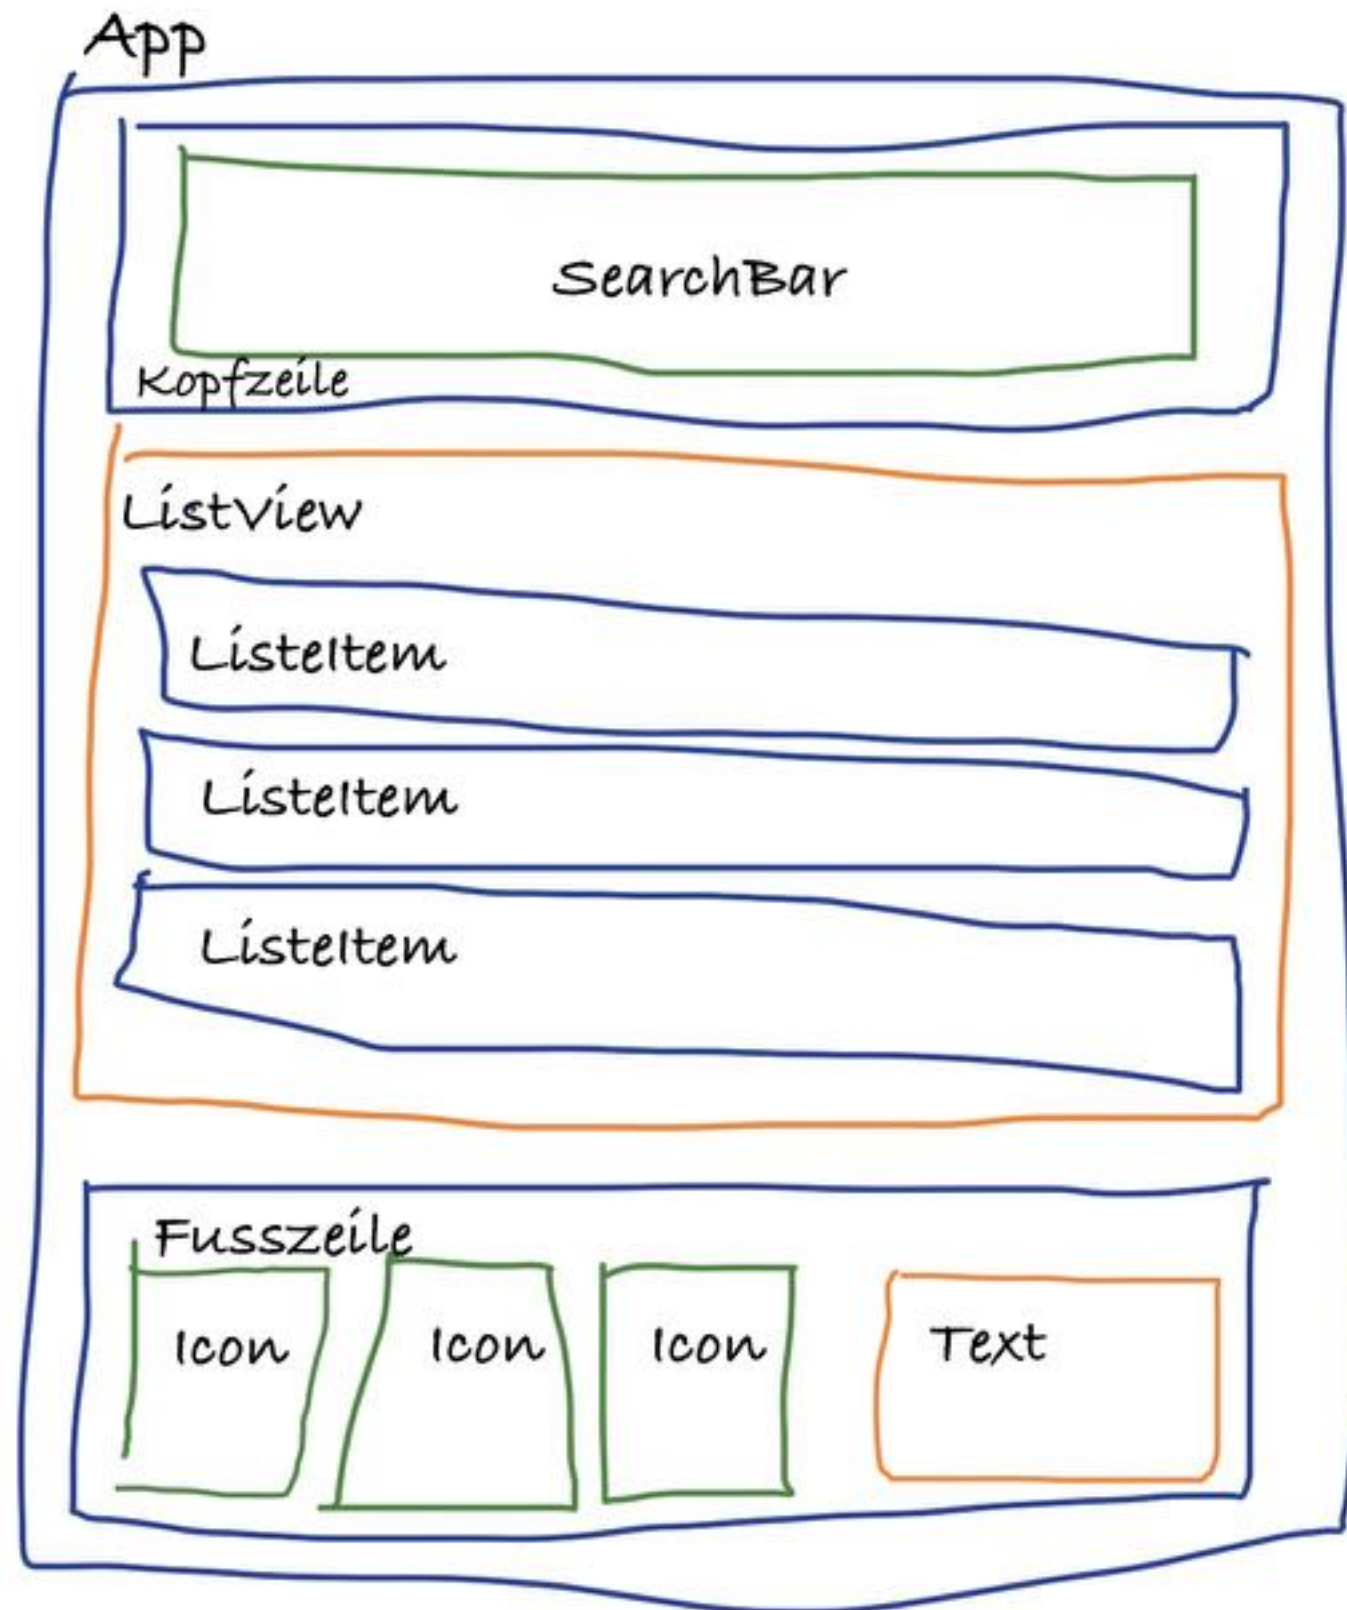 App
SearchBar
Kopfzeile
ListView
ListeItem
ListeItem
ListeItem
Fusszeile
Icon Icon Icon Text